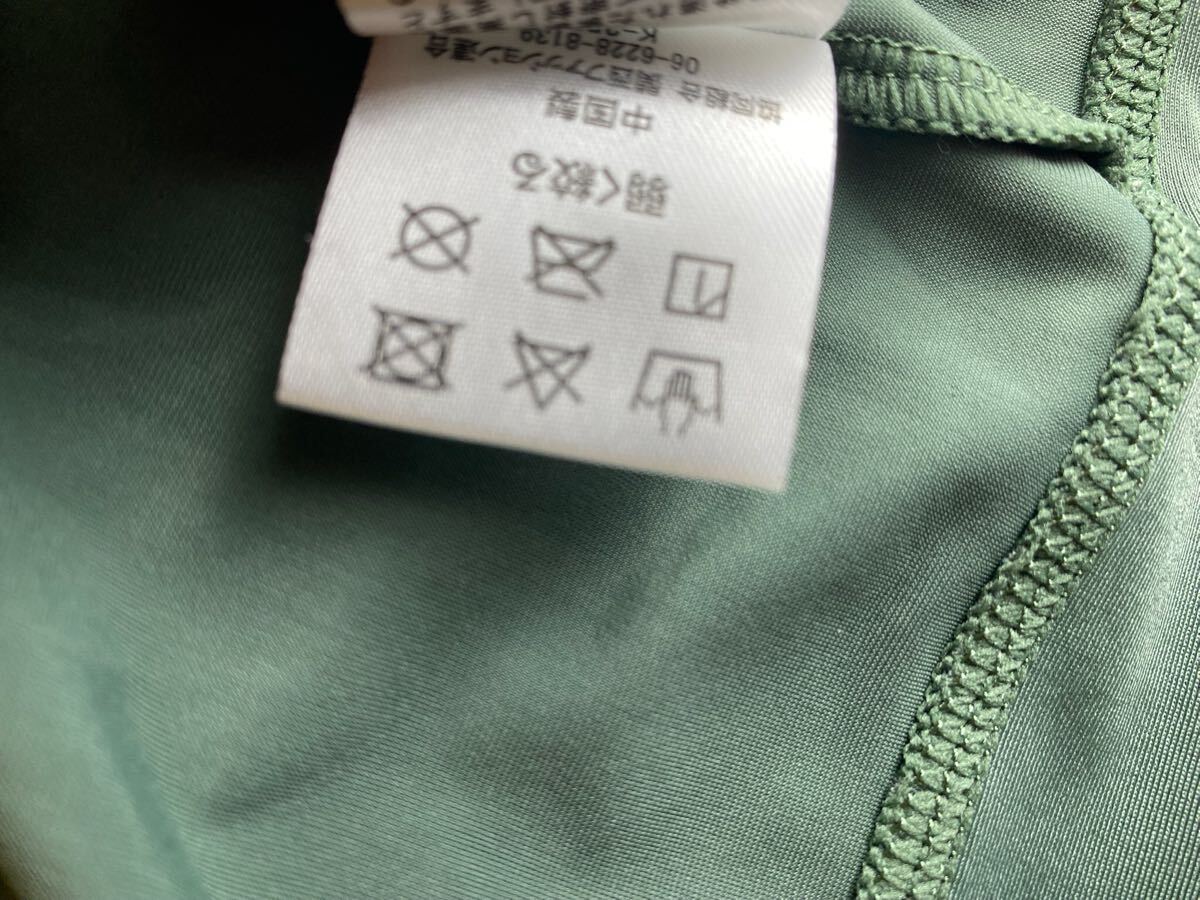 弱く絞る
中国製
協同組合 関西ファッション連合
06-6228-8139